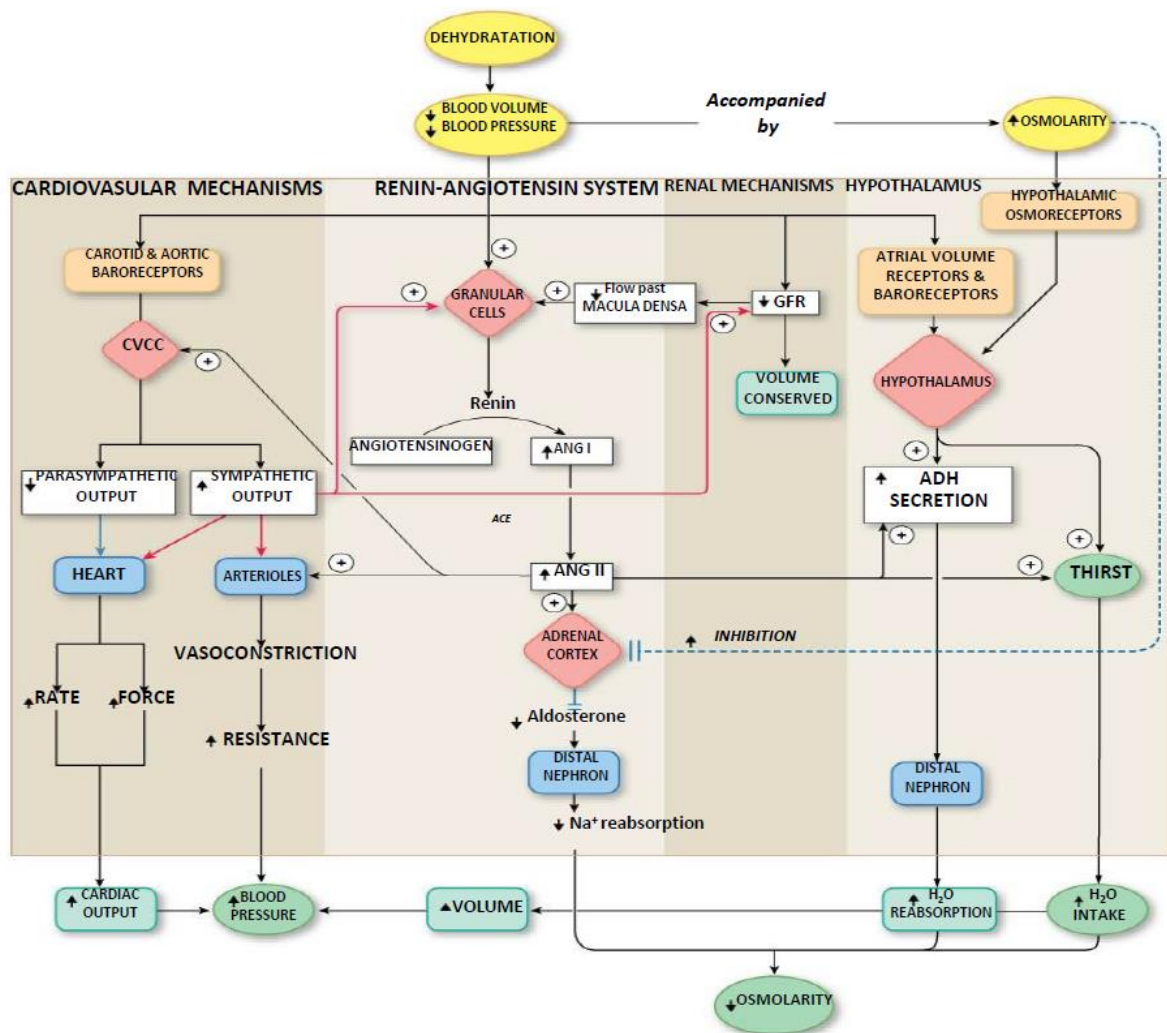 DEHYDRATATION
↓ BLOOD VOLUME
↓ BLOOD PRESSURE
Accompanied
by
↑ OSMOLARITY
CARDIOVASULAR MECHANISMS
RENIN-ANGIOTENSIN SYSTEM
RENAL MECHANISMS
HYPOTHALAMUS
HYPOTHALAMIC
OSMORECEPTORS
CAROTID & AORTIC
BARORECEPTORS
+
GRANULAR
CELLS
+
+
↓ Flow past
MACULA DENSA
+
↓ GFR
ATRIAL VOLUME
RECEPTORS &
BARORECEPTORS
CVCC
+
VOLUME
CONSERVED
HYPOTHALAMUS
Renin
ANGIOTENSINOGEN
↑ ANG I
↓ PARASYMPATHETIC
OUTPUT
↑ SYMPATHETIC
OUTPUT
+
↑ ADH
SECRETION
ACE
+
+
HEART
ARTERIOLES
+
↑ ANG II
+
+
THIRST
ADRENAL
CORTEX
↑ INHIBITION
VASOCONSTRICTION
↑ RATE
↑ FORCE
↑ RESISTANCE
↓ Aldosterone
DISTAL
NEPHRON
DISTAL
NEPHRON
↓ Na⁺ reabsorption
↑ CARDIAC
OUTPUT
↑ BLOOD
PRESSURE
▲ VOLUME
↑ H₂O
REABSORPTION
↑ H₂O
INTAKE
↓ OSMOLARITY